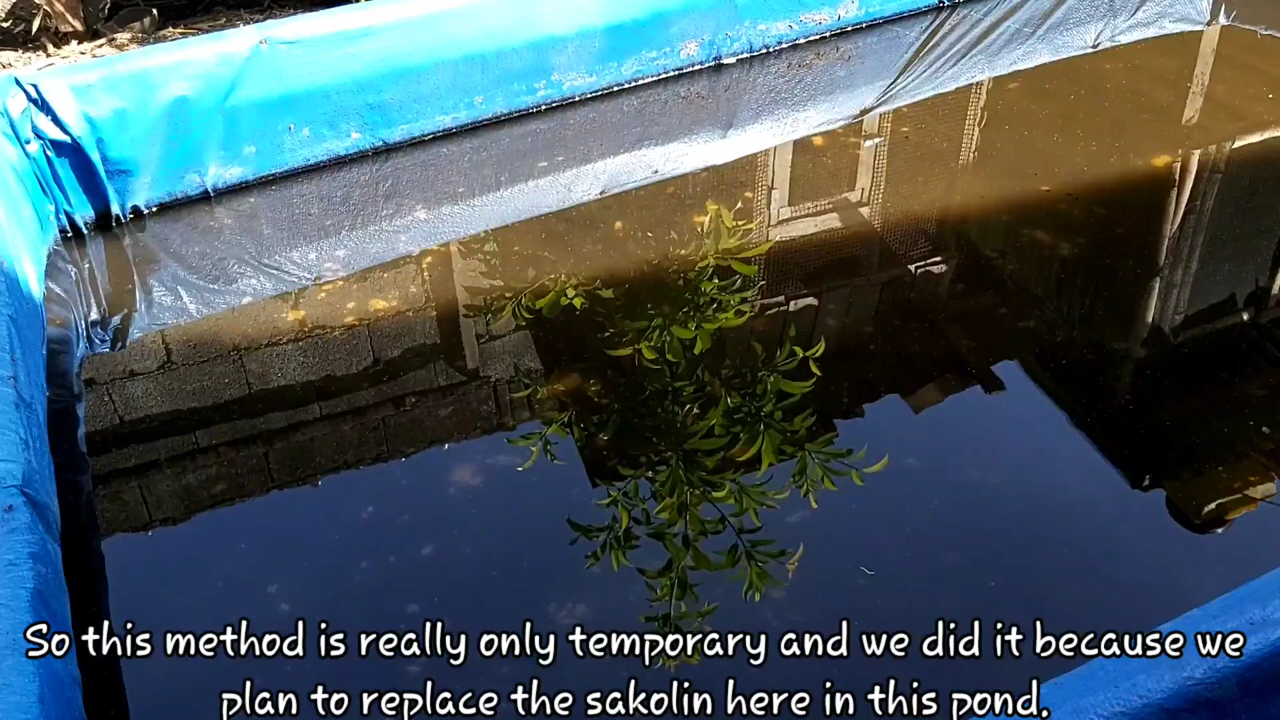 So this method is really only temporary and we did it because we
plan to replace the sakolin here in this pond.